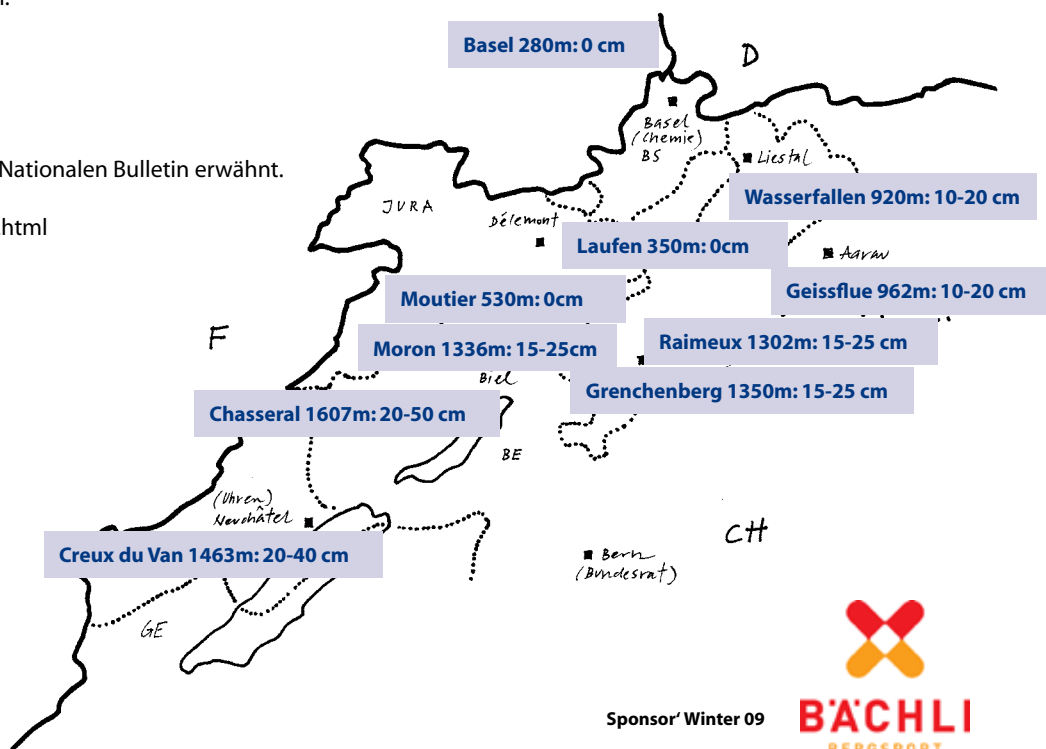 Basel 280m: 0 cm
D
Basel
(Chemie)
BS
Liestal
Nationalen Bulletin erwähnt.
Wasserfallen 920m: 10-20 cm
JURA
Délemont
html
Laufen 350m: 0cm
Aarau
Moutier 530m: 0cm
Geissflue 962m: 10-20 cm
F
Moron 1336m: 15-25cm
Raimeux 1302m: 15-25 cm
Biel
Grenchenberg 1350m: 15-25 cm
Chasseral 1607m: 20-50 cm
BE
(Uhren)
Neuchâtel
CH
Creux du Van 1463m: 20-40 cm
Bern
(Bundesrat)
GE
Sponsor‘ Winter 09
BÄCHLI
BERGSPORT